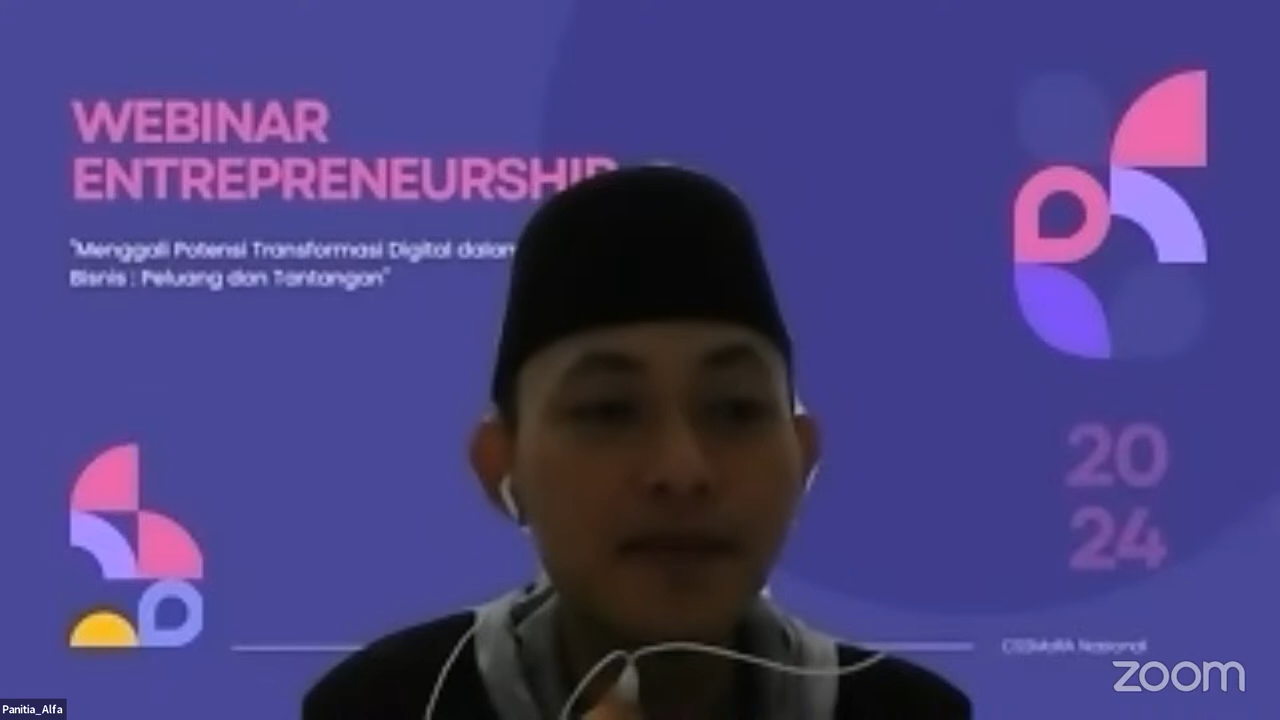 WEBINAR
ENTREPRENEURSHIP
"Menggali Potensi Transformasi Digital dalam
Bisnis : Peluang dan Tantangan"
20
24
CSSMoRA Nasional
zoom
Panitia_Alfa